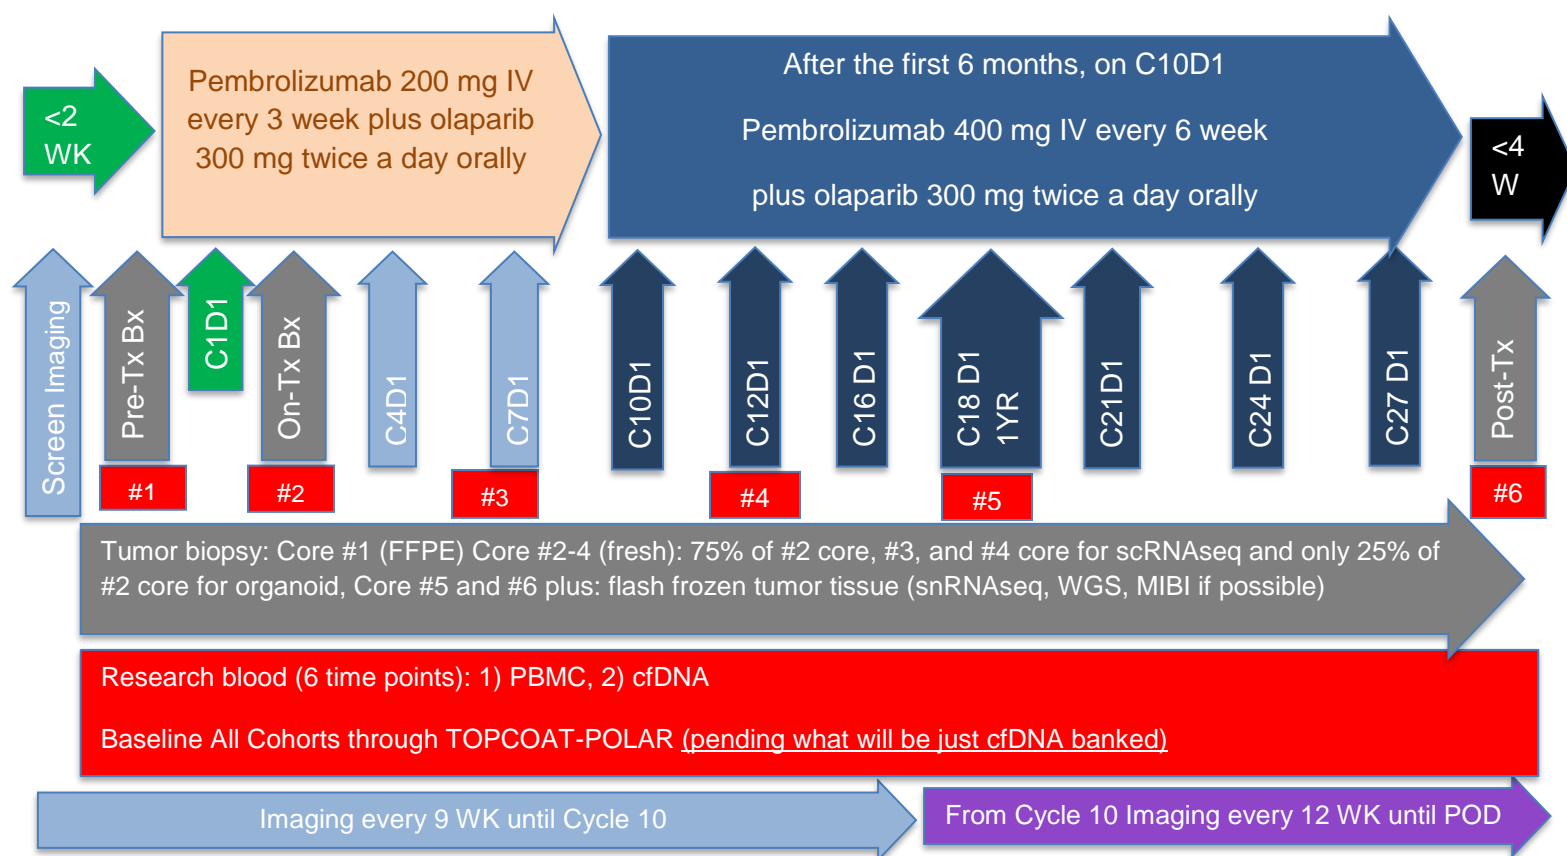 <2
WK
Pembrolizumab 200 mg IV
every 3 week plus olaparib
300 mg twice a day orally
After the first 6 months, on C10D1
Pembrolizumab 400 mg IV every 6 week
plus olaparib 300 mg twice a day orally
<4
W
Screen Imaging
Pre-Tx Bx
C1D1
On-Tx Bx
C4D1
C7D1
C10D1
C12D1
C16 D1
C18 D1
1YR
C21D1
C24 D1
C27 D1
Post-Tx
#1
#2
#3
#4
#5
#6
Tumor biopsy: Core #1 (FFPE) Core #2-4 (fresh): 75% of #2 core, #3, and #4 core for scRNAseq and only 25% of
#2 core for organoid, Core #5 and #6 plus: flash frozen tumor tissue (snRNAseq, WGS, MIBI if possible)
Research blood (6 time points): 1) PBMC, 2) cfDNA
Baseline All Cohorts through TOPCOAT-POLAR (pending what will be just cfDNA banked)
Imaging every 9 WK until Cycle 10
From Cycle 10 Imaging every 12 WK until POD